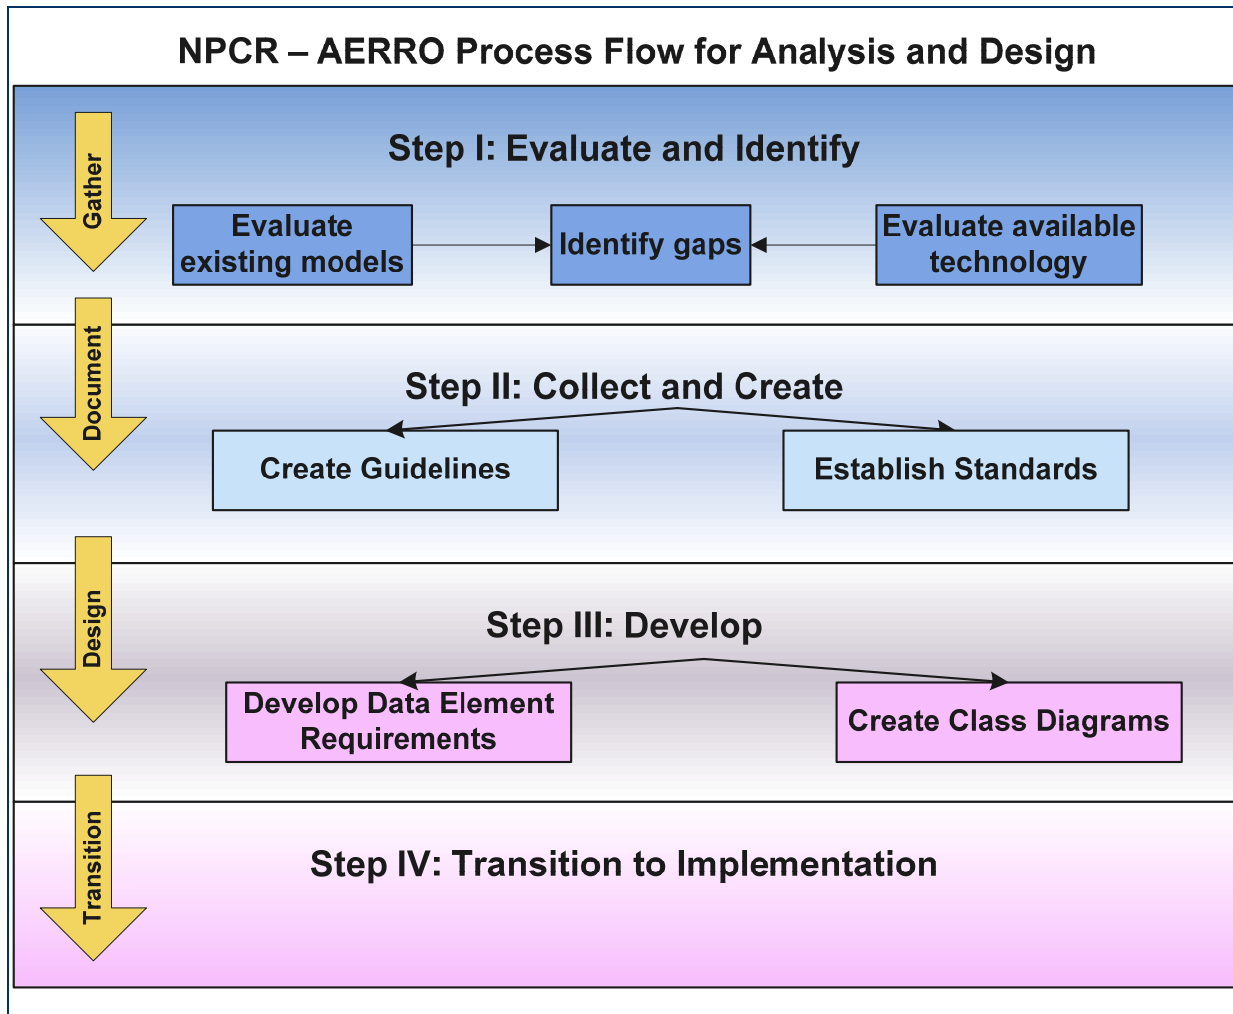 NPCR – AERRO Process Flow for Analysis and Design
Gather
Step I: Evaluate and Identify
Evaluate
existing models
Identify gaps
Evaluate available
technology
Document
Step II: Collect and Create
Create Guidelines
Establish Standards
Design
Step III: Develop
Develop Data Element
Requirements
Create Class Diagrams
Transition
Step IV: Transition to Implementation